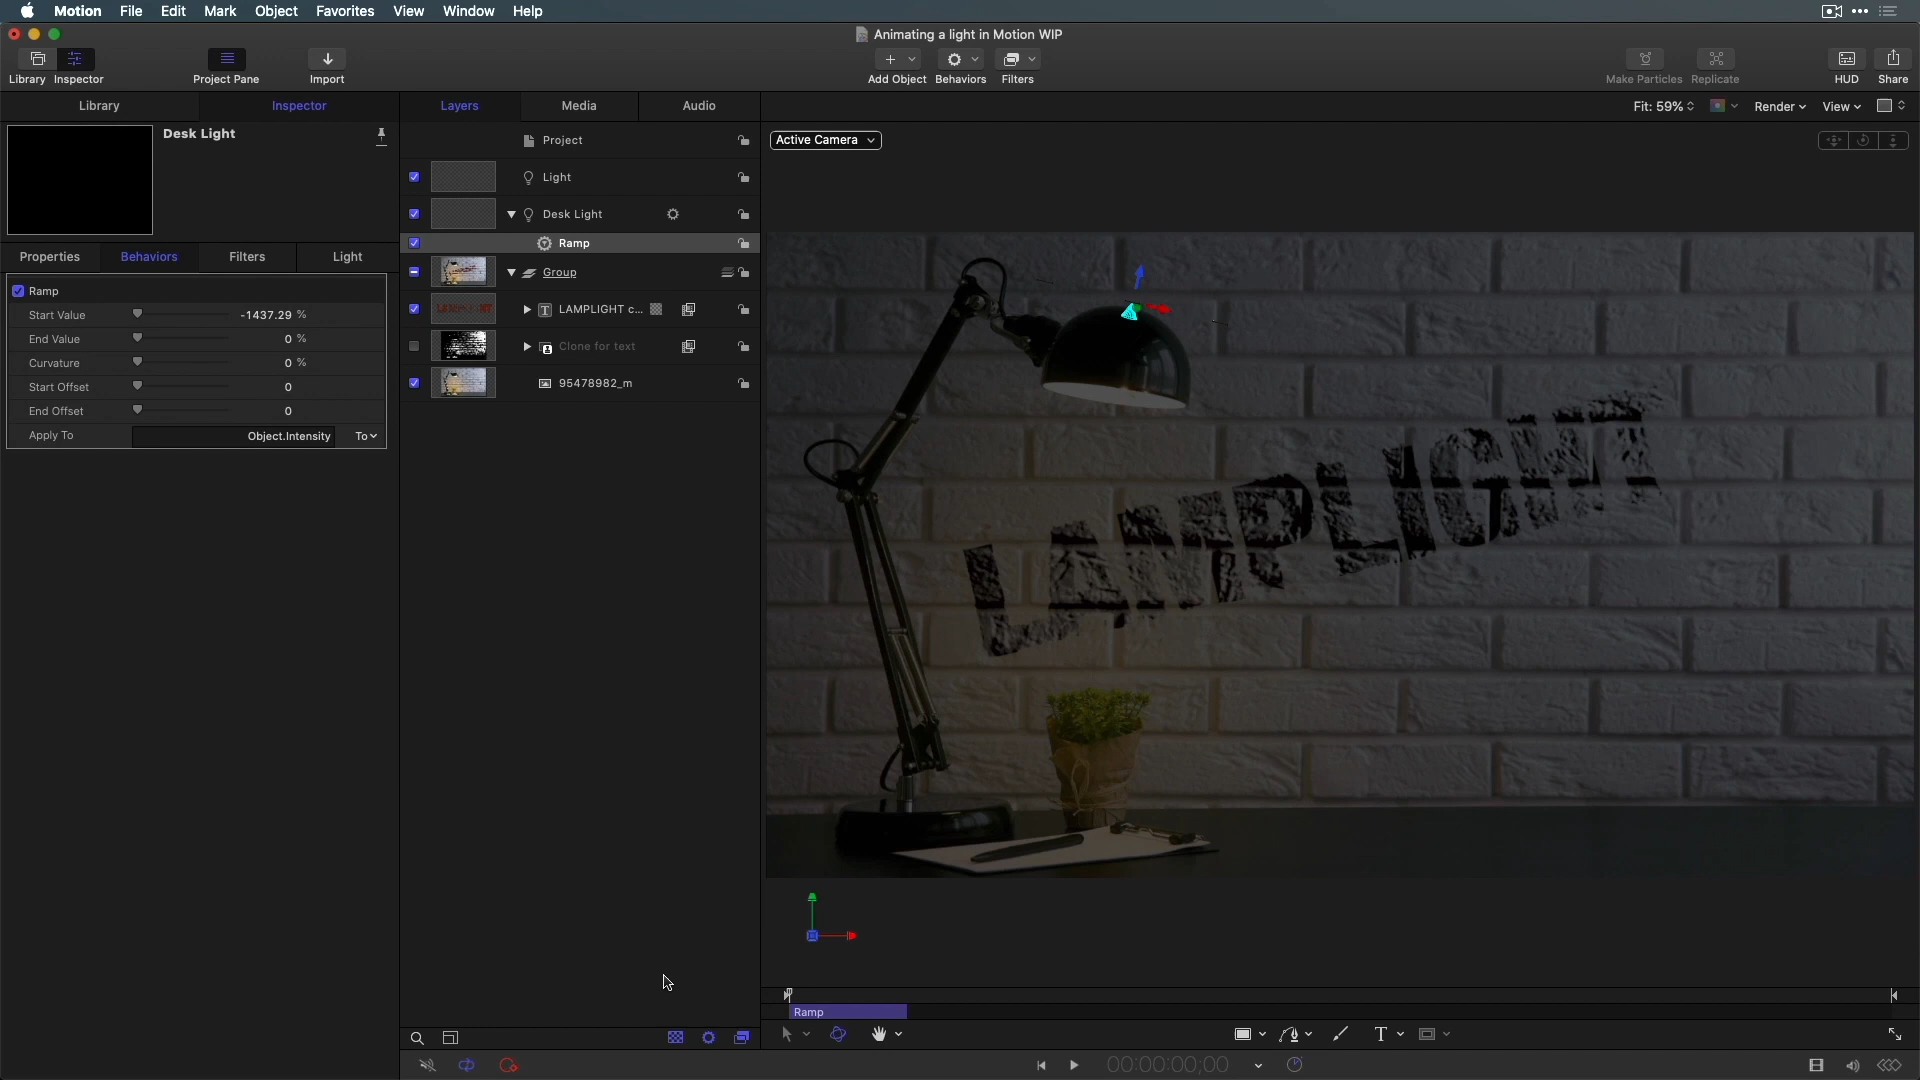 Motion File Edit Mark Object Favorites View Window Help
Animating a light in Motion WIP
Library Inspector Project Pane Import Add Object Behaviors Filters Make Particles Replicate HUD Share
Library Inspector Layers Media Audio Fit: 59% Render View
Desk Light
Active Camera
Project
Light
Desk Light
Ramp
Group
LAMPLIGHT c...
Clone for text
95478982_m
Properties Behaviors Filters Light
Ramp
Start Value -1437.29 %
End Value 0 %
Curvature 0 %
Start Offset 0
End Offset 0
Apply To Object.Intensity To
LAMPLIGHT
LAMPLIGHT
Ramp
T
00:00:00;00